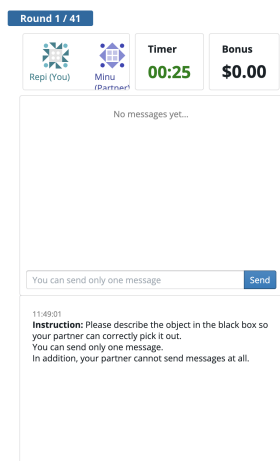 Round 1 / 41
Repi (You)
Minu
(Partner)
Timer
00:25
Bonus
$0.00
No messages yet...
You can send only one message
Send
11:49:01
Instruction: Please describe the object in the black box so
your partner can correctly pick it out.
You can send only one message.
In addition, your partner cannot send messages at all.